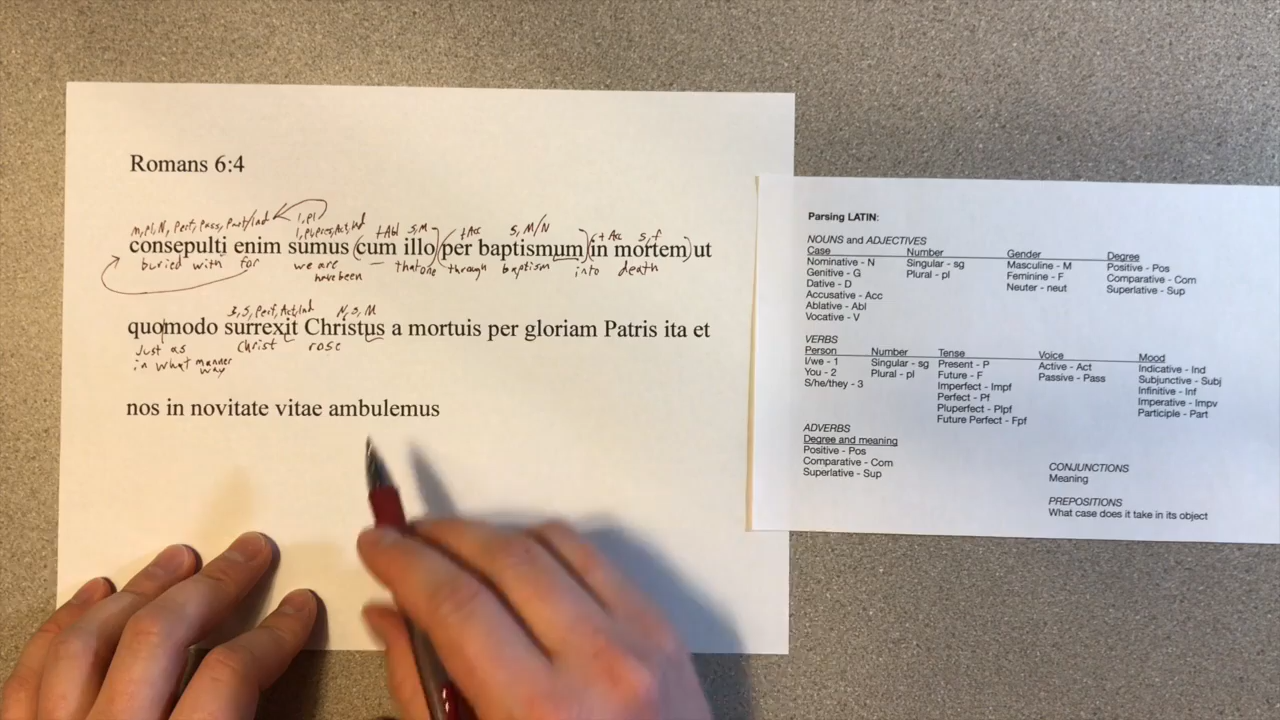 Romans 6:4
1, pl
m, Pl, N, Perf, Pass, Part/Ind 1, Pl, Pres, Act, Ind +Abl S, M +Acc S, M/N +Acc S, f
consepulti enim sumus (cum illo) (per baptismum) (in mortem) ut
buried with for we are that one through baptism into death
have been
3, S, Perf, Act, Ind N, S, M
quomodo surrexit Christus a mortuis per gloriam Patris ita et
Just as Christ rose
in what manner
way
nos in novitate vitae ambulemus
Parsing LATIN:
NOUNS and ADJECTIVES
Case Number Gender Degree
Nominative - N Singular - sg Masculine - M Positive - Pos
Genitive - G Plural - pl Feminine - F Comparative - Com
Dative - D Neuter - neut Superlative - Sup
Accusative - Acc
Ablative - Abl
Vocative - V
VERBS
Person Number Tense Voice Mood
I/we - 1 Singular - sg Present - P Active - Act Indicative - Ind
You - 2 Plural - pl Future - F Passive - Pass Subjunctive - Subj
S/he/they - 3 Imperfect - Impf Infinitive - Inf
Perfect - Pf Imperative - Impv
Pluperfect - Plpf Participle - Part
Future Perfect - Fpf
ADVERBS
Degree and meaning
Positive - Pos
Comparative - Com
Superlative - Sup
CONJUNCTIONS
Meaning
PREPOSITIONS
What case does it take in its object